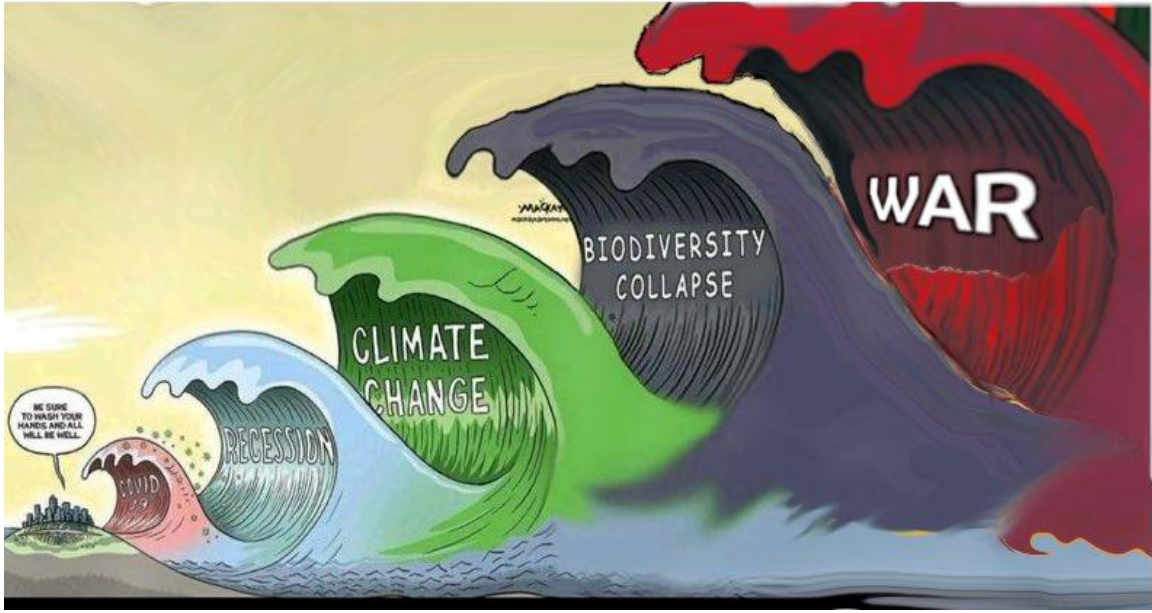 BE SURE
TO WASH YOUR
HANDS AND ALL
WILL BE WELL.
COVID
19
RECESSION
CLIMATE
CHANGE
MACKAY
BIODIVERSITY
COLLAPSE
WAR